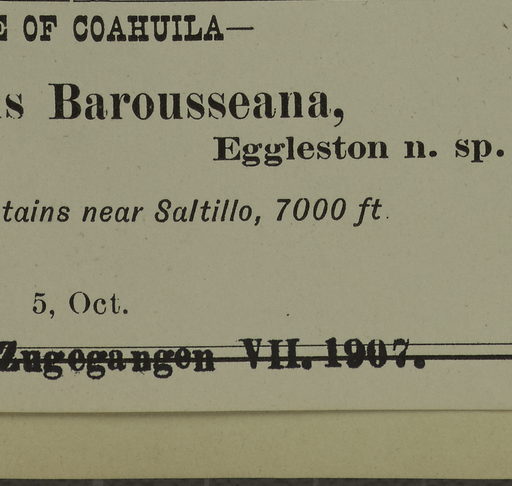 E OF COAHUILA—
s Barousseana,
Eggleston n. sp.
tains near Saltillo, 7000 ft.
5, Oct.
Zugegangen VII. 1907.